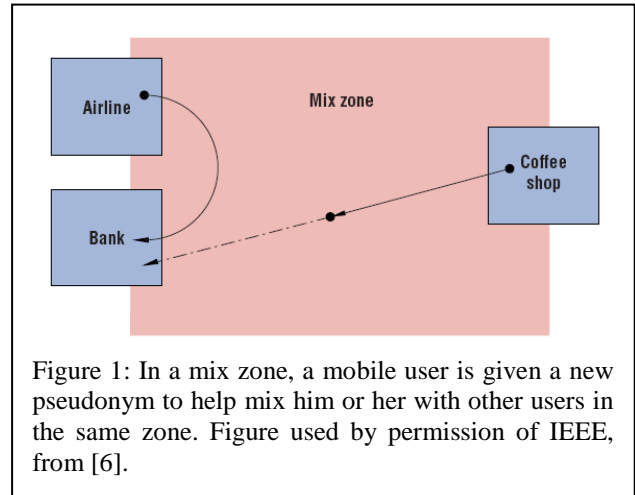 Airline
Mix zone
Coffee
shop
Bank
Figure 1: In a mix zone, a mobile user is given a new
pseudonym to help mix him or her with other users in
the same zone. Figure used by permission of IEEE,
from [6].